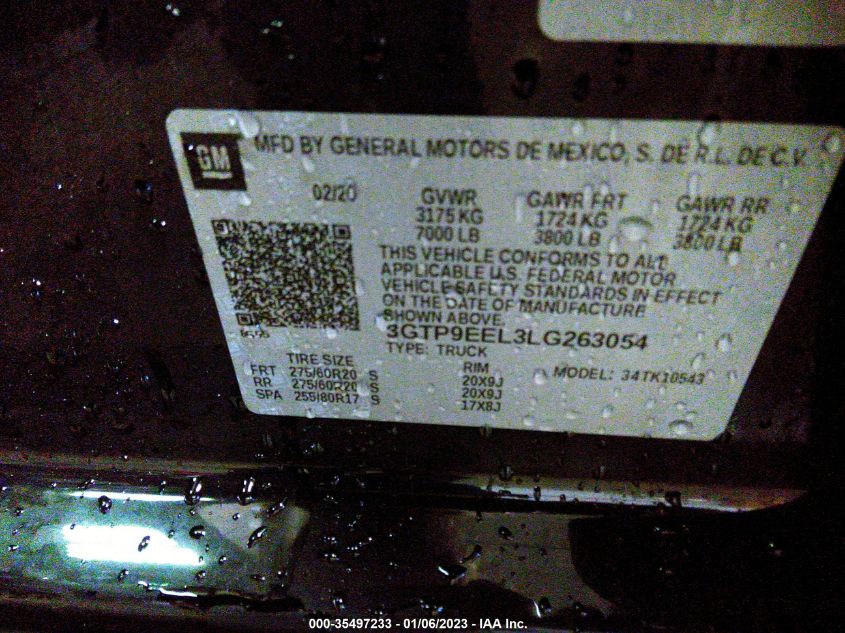 GM
MFD BY GENERAL MOTORS DE MEXICO, S. DE R.L. DE C.V.
02/20 GVWR GAWR FRT GAWR RR
3175 KG 1724 KG 1724 KG
7000 LB 3800 LB 3800 LB
THIS VEHICLE CONFORMS TO ALL
APPLICABLE U.S. FEDERAL MOTOR
VEHICLE SAFETY STANDARDS IN EFFECT
ON THE DATE OF MANUFACTURE
SHOWN ABOVE.
3GTP9EEL3LG263054
TYPE: TRUCK
TIRE SIZE RIM MODEL: 34TK10543
FRT 275/60R20 S 20X9J
RR 275/60R20 S 20X9J
SPA 255/80R17 S 17X8J
000-35497233 - 01/06/2023 - IAA Inc.